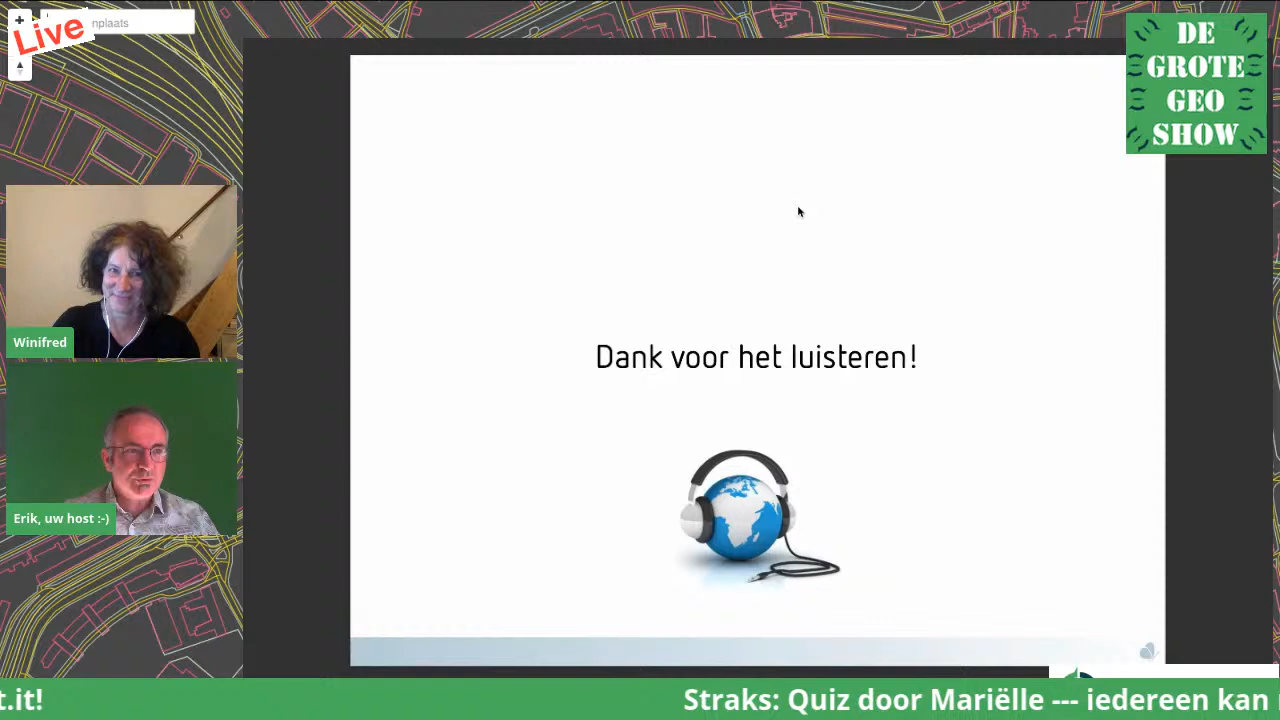 +
nplaats
Live
DE
GROTE
GEO
SHOW
Winifred
Dank voor het luisteren!
Erik, uw host :-)
t.it!
Straks: Quiz door Mariëlle --- iedereen kan